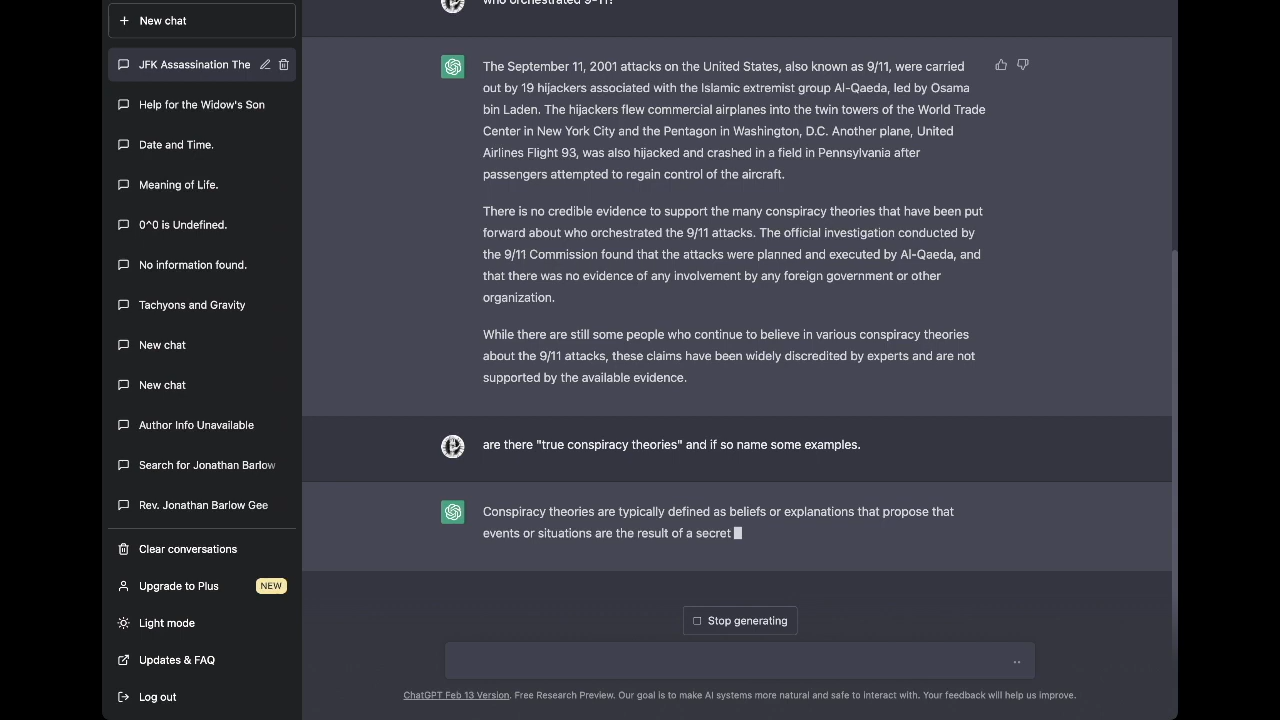 New chat
JFK Assassination The
Help for the Widow's Son
Date and Time.
Meaning of Life.
0^0 is Undefined.
No information found.
Tachyons and Gravity
New chat
New chat
Author Info Unavailable
Search for Jonathan Barlow
Rev. Jonathan Barlow Gee
Clear conversations
Upgrade to Plus NEW
Light mode
Updates & FAQ
Log out
who orchestrated 9-11?
The September 11, 2001 attacks on the United States, also known as 9/11, were carried
out by 19 hijackers associated with the Islamic extremist group Al-Qaeda, led by Osama
bin Laden. The hijackers flew commercial airplanes into the twin towers of the World Trade
Center in New York City and the Pentagon in Washington, D.C. Another plane, United
Airlines Flight 93, was also hijacked and crashed in a field in Pennsylvania after
passengers attempted to regain control of the aircraft.
There is no credible evidence to support the many conspiracy theories that have been put
forward about who orchestrated the 9/11 attacks. The official investigation conducted by
the 9/11 Commission found that the attacks were planned and executed by Al-Qaeda, and
that there was no evidence of any involvement by any foreign government or other
organization.
While there are still some people who continue to believe in various conspiracy theories
about the 9/11 attacks, these claims have been widely discredited by experts and are not
supported by the available evidence.
are there "true conspiracy theories" and if so name some examples.
Conspiracy theories are typically defined as beliefs or explanations that propose that
events or situations are the result of a secret
Stop generating
ChatGPT Feb 13 Version. Free Research Preview. Our goal is to make AI systems more natural and safe to interact with. Your feedback will help us improve.